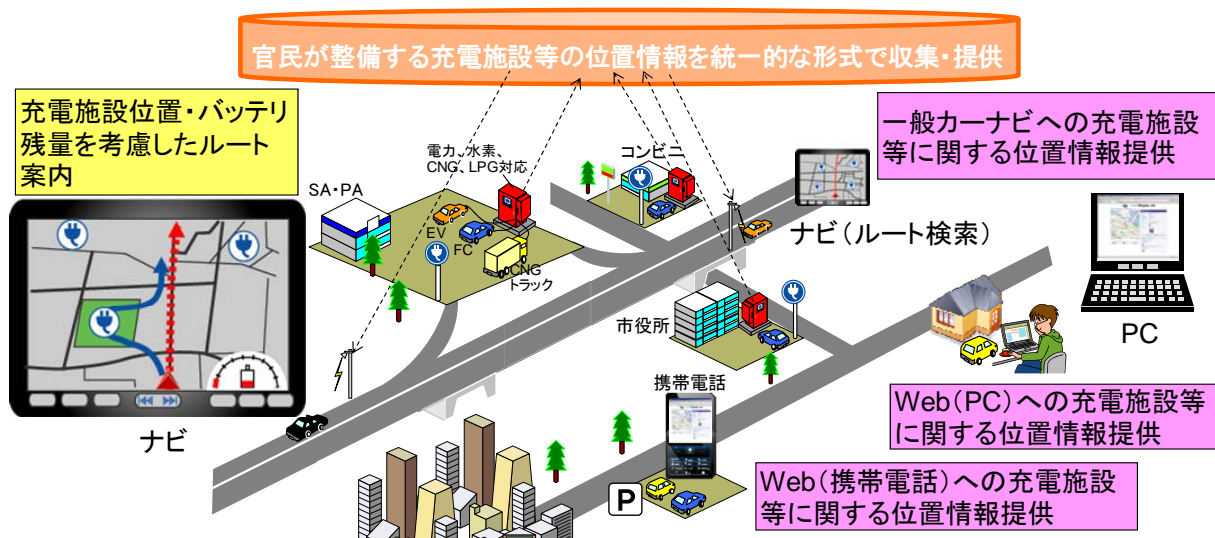 官民が整備する充電施設等の位置情報を統一的な形式で収集・提供
充電施設位置・バッテリ
残量を考慮したルート
案内
一般カーナビへの充電施設
等に関する位置情報提供
電力、水素、
CNG、LPG対応
コンビニ
SA・PA
EV
FC
CNG
トラック
ナビ(ルート検索)
市役所
PC
携帯電話
ナビ
Web(PC)への充電施設等
に関する位置情報提供
P
Web(携帯電話)への充電施設
等に関する位置情報提供